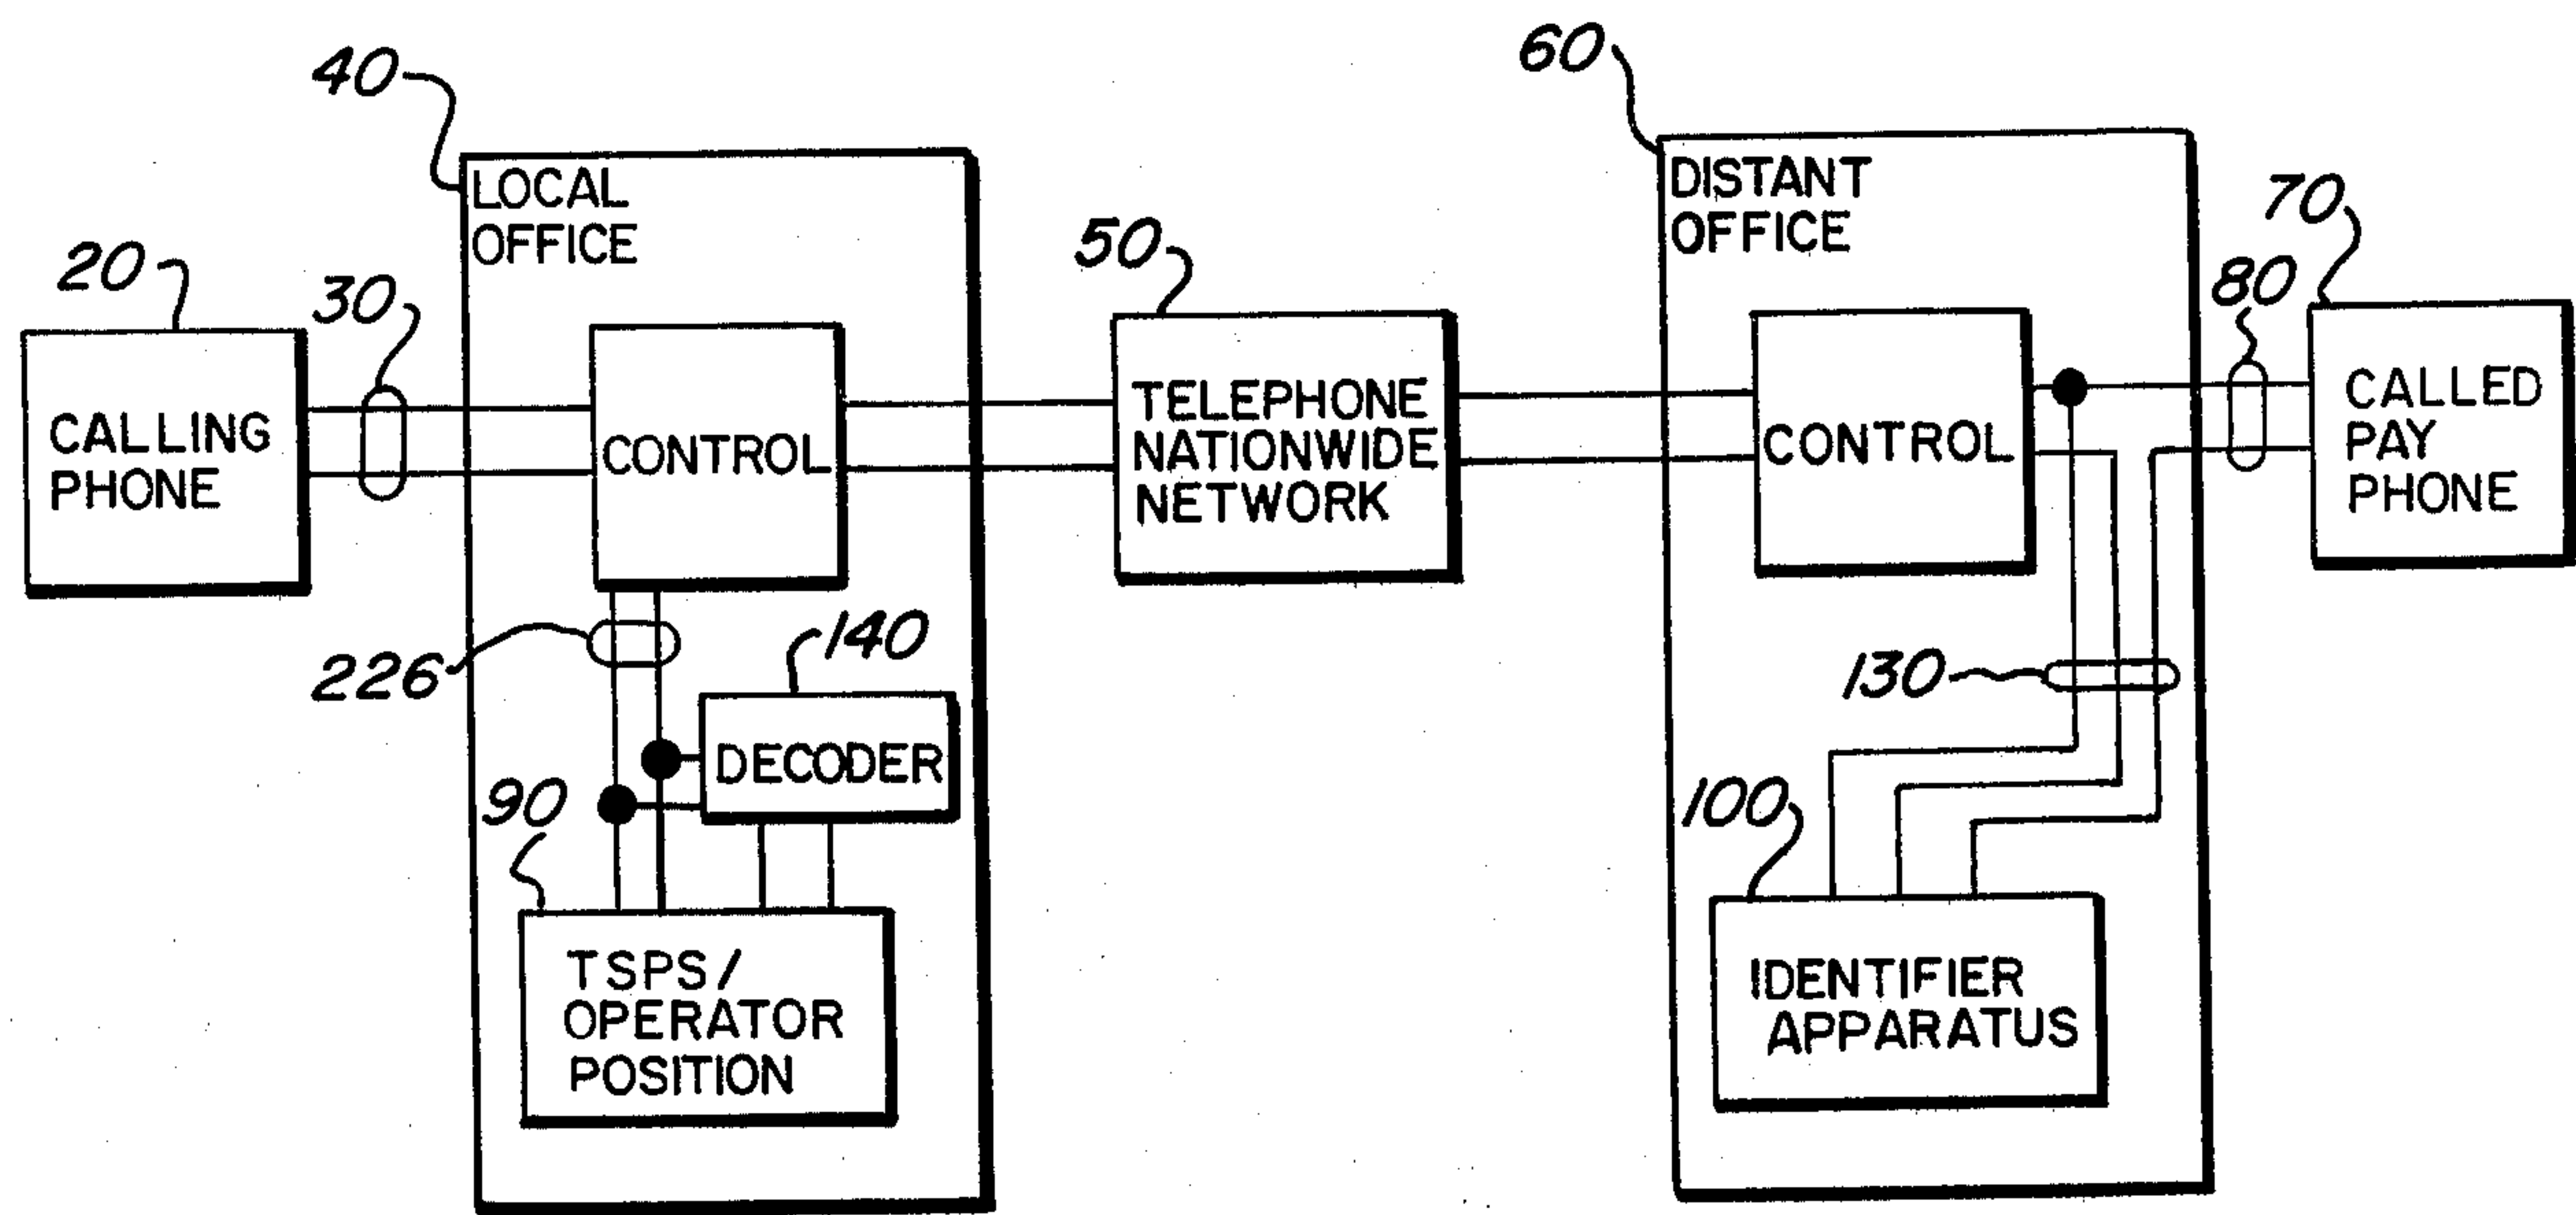 40
60
LOCAL
OFFICE
DISTANT
OFFICE
70
20
30
50
80
CALLING
PHONE
CONTROL
TELEPHONE
NATIONWIDE
NETWORK
CONTROL
CALLED
PAY
PHONE
226
140
130
DECODER
90
100
TSPS/
OPERATOR
POSITION
IDENTIFIER
APPARATUS